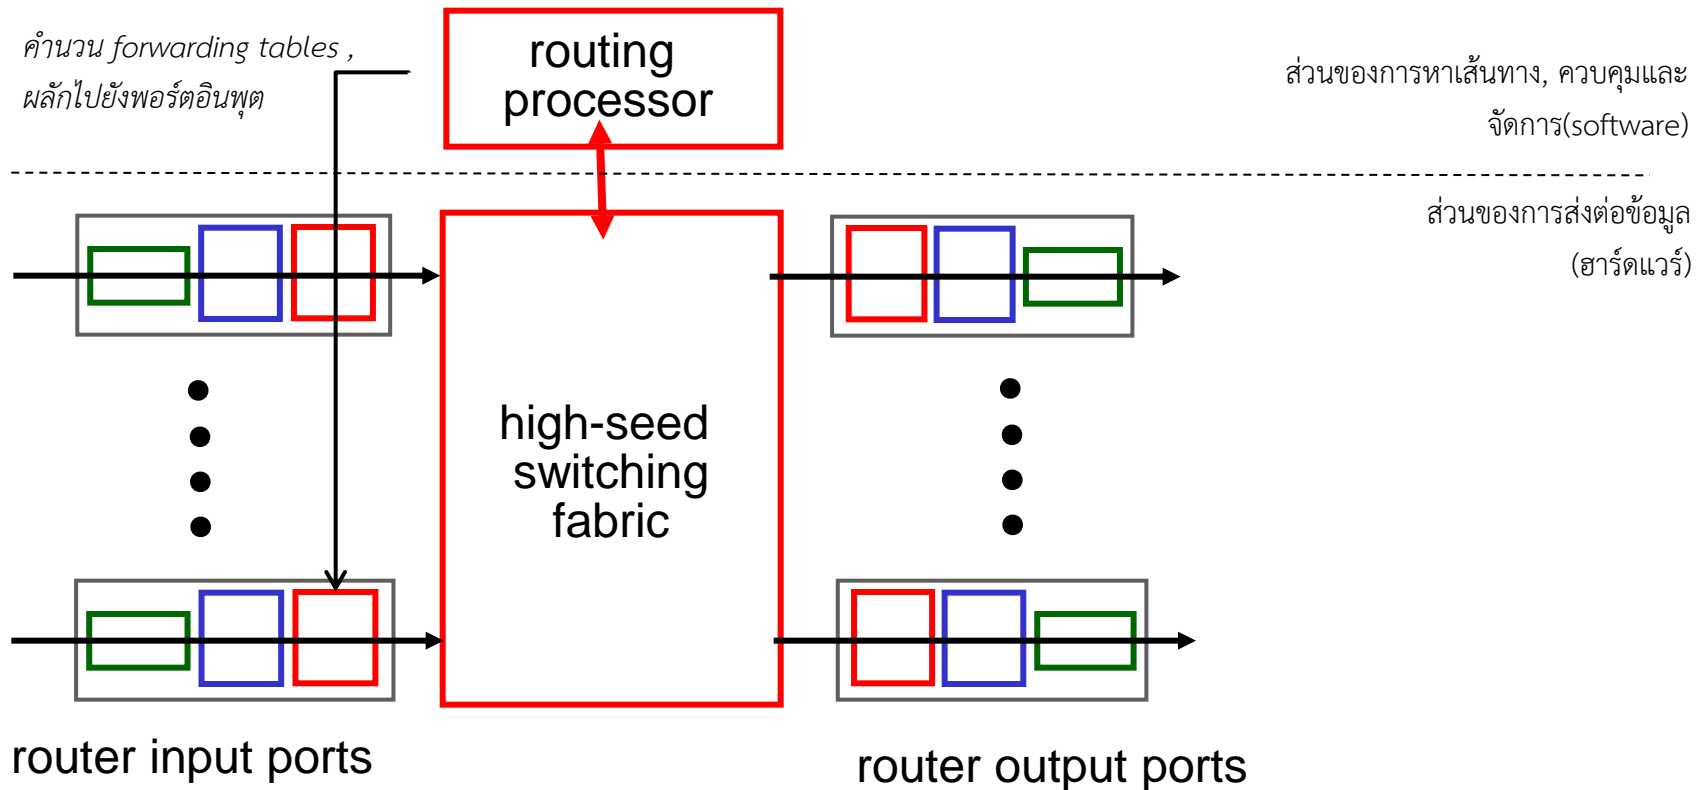 คำนวน forwarding tables ,
ผลักไปยังพอร์ตอินพุต
routing
processor
ส่วนของการหาเส้นทาง, ควบคุมและ
จัดการ(software)
ส่วนของการส่งต่อข้อมูล
(ฮาร์ดแวร์)
high-seed
switching
fabric
router input ports
router output ports